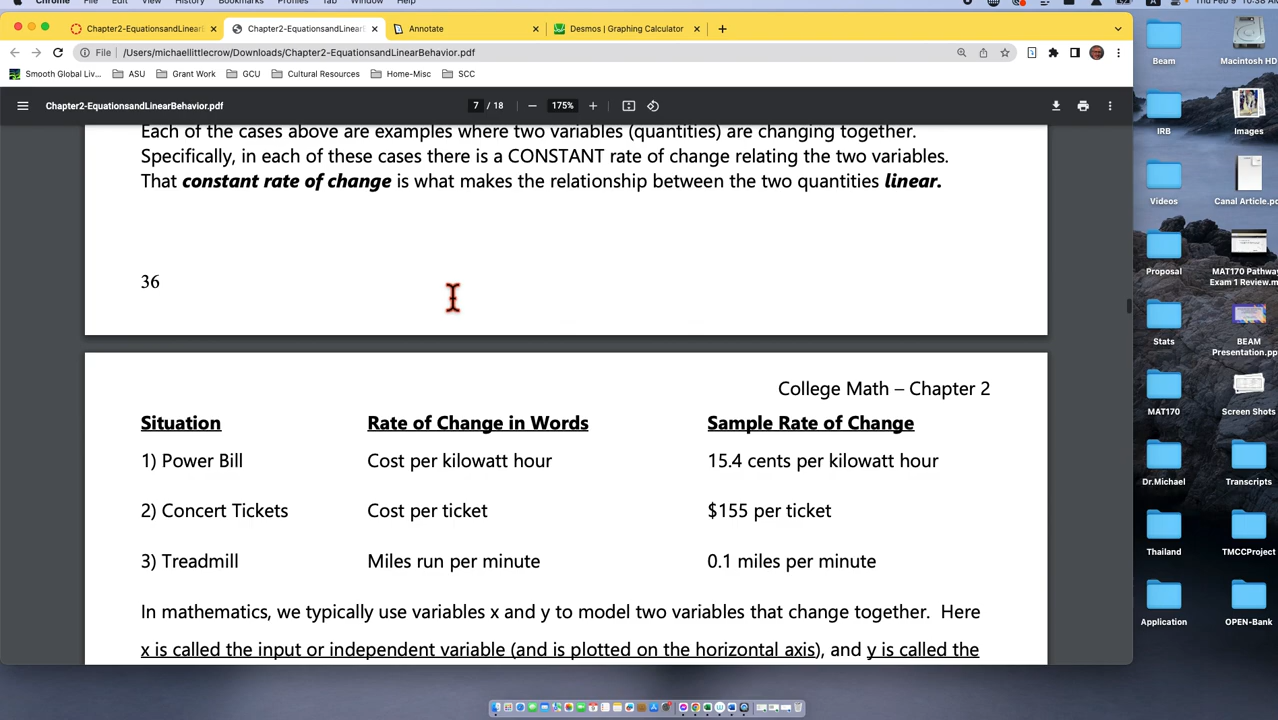 Chrome File Edit View History Bookmarks Profiles Tab Window Help
Thu Feb 9 10:38 AM
Chapter2-EquationsandLinearB
Chapter2-EquationsandLinearBe
Annotate
Desmos | Graphing Calculator
File /Users/michaellittlecrow/Downloads/Chapter2-EquationsandLinearBehavior.pdf
Smooth Global Liv... ASU Grant Work GCU Cultural Resources Home-Misc SCC
Chapter2-EquationsandLinearBehavior.pdf
7 / 18
175%
Each of the cases above are examples where two variables (quantities) are changing together.
Specifically, in each of these cases there is a CONSTANT rate of change relating the two variables.
That constant rate of change is what makes the relationship between the two quantities linear.
36
College Math – Chapter 2
Situation Rate of Change in Words Sample Rate of Change
1) Power Bill Cost per kilowatt hour 15.4 cents per kilowatt hour
2) Concert Tickets Cost per ticket $155 per ticket
3) Treadmill Miles run per minute 0.1 miles per minute
In mathematics, we typically use variables x and y to model two variables that change together. Here
x is called the input or independent variable (and is plotted on the horizontal axis), and y is called the
Beam
Macintosh HD
IRB
Images
Videos
Canal Article.pd
Proposal
MAT170 Pathway
Exam 1 Review.m
Stats
BEAM
Presentation.pp
MAT170
Screen Shots
Dr.Michael
Transcripts
Thailand
TMCCProject
Application
OPEN-Bank